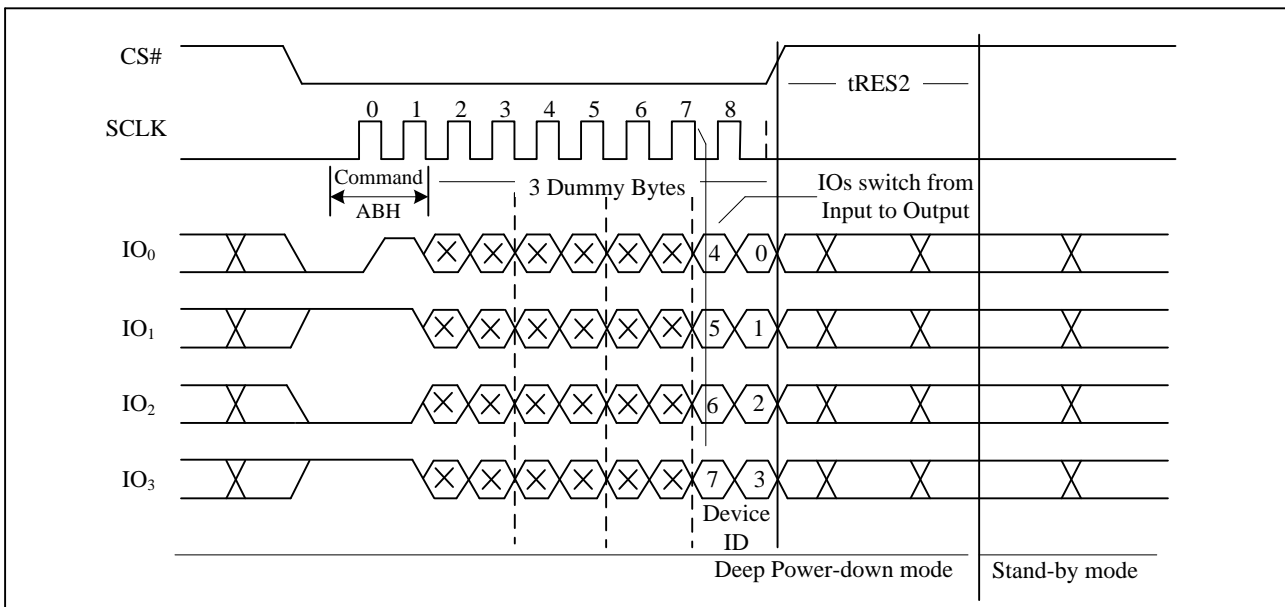 CS#
tRES2
0 1 2 3 4 5 6 7 8
SCLK
Command
ABH
3 Dummy Bytes
IOs switch from
Input to Output
IO0 4 0
IO1 5 1
IO2 6 2
IO3 7 3
Device
ID
Deep Power-down mode Stand-by mode